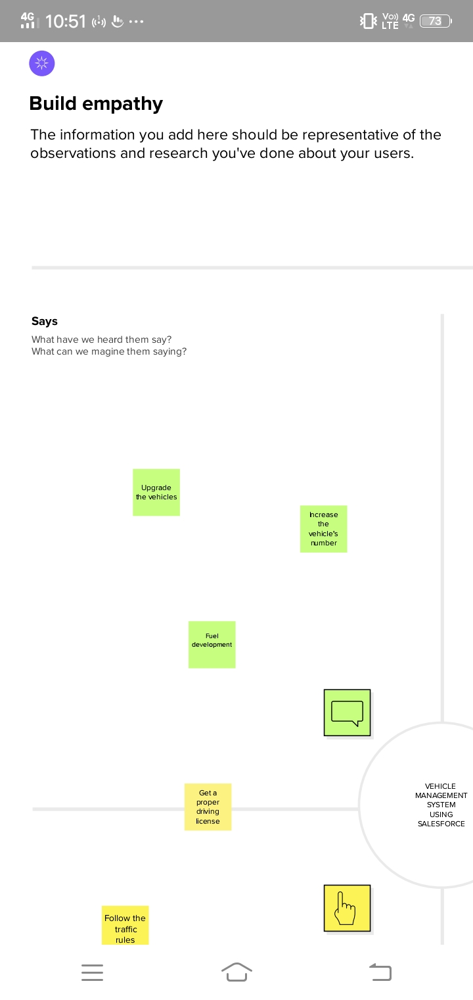 4G 10:51 Vo)) LTE 4G 73
Build empathy
The information you add here should be representative of the
observations and research you've done about your users.
Says
What have we heard them say?
What can we magine them saying?
Upgrade
the vehicles
Increase
the
vehicle's
number
Fuel
development
VEHICLE
MANAGEMENT
SYSTEM
USING
SALESFORCE
Get a
proper
driving
license
Follow the
traffic
rules